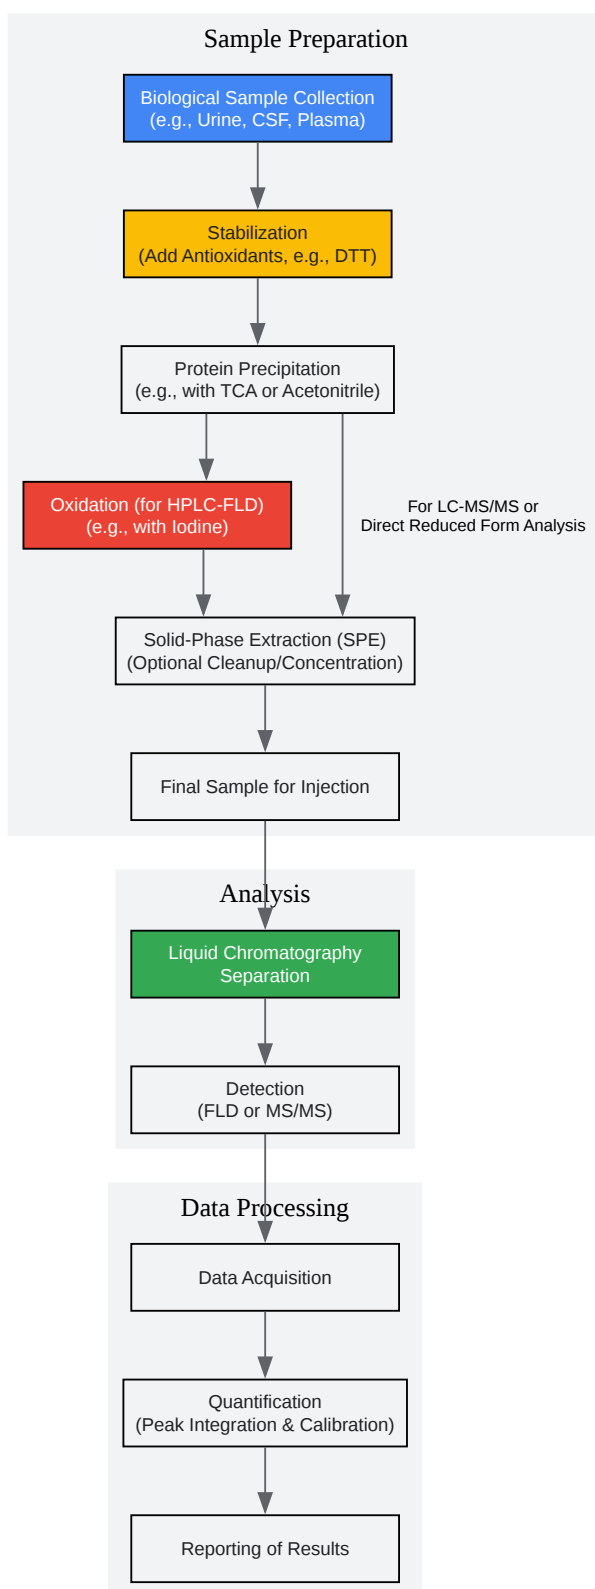 Sample Preparation
Biological Sample Collection
(e.g., Urine, CSF, Plasma)
Stabilization
(Add Antioxidants, e.g., DTT)
Protein Precipitation
(e.g., with TCA or Acetonitrile)
Oxidation (for HPLC-FLD)
(e.g., with Iodine)
For LC-MS/MS or
Direct Reduced Form Analysis
Solid-Phase Extraction (SPE)
(Optional Cleanup/Concentration)
Final Sample for Injection
Analysis
Liquid Chromatography
Separation
Detection
(FLD or MS/MS)
Data Processing
Data Acquisition
Quantification
(Peak Integration & Calibration)
Reporting of Results